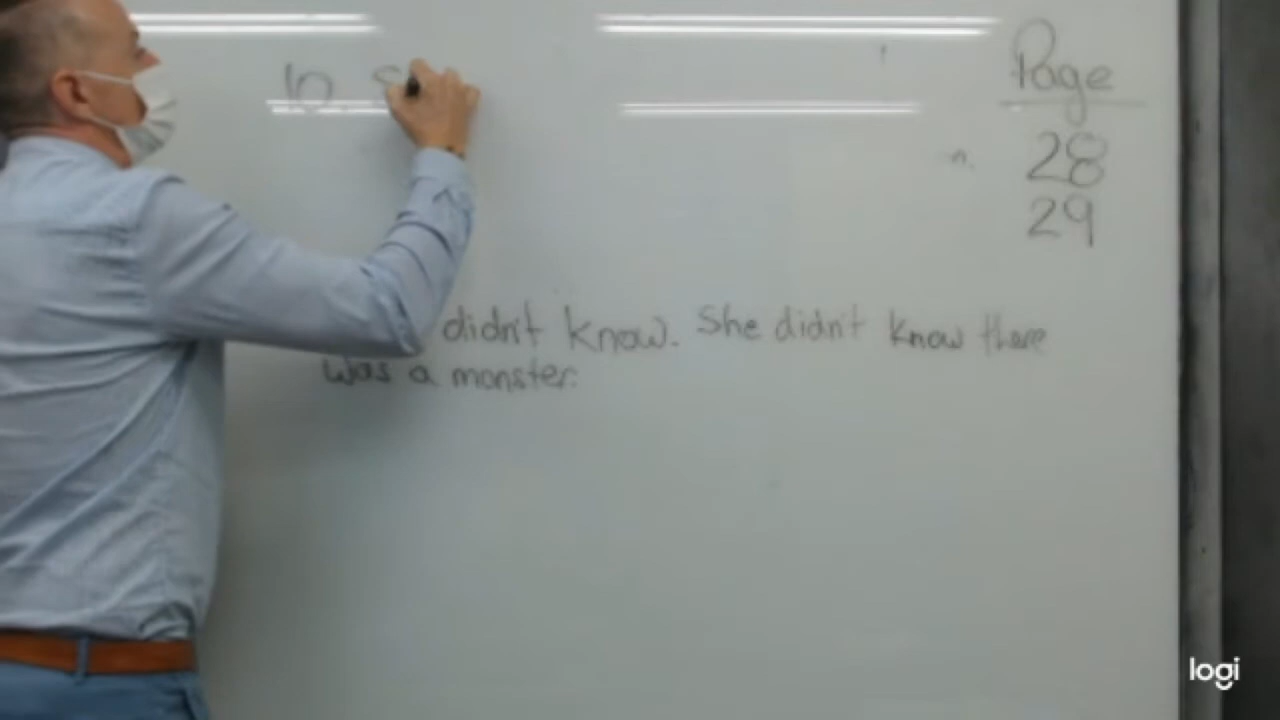 Page
28
29
didn't know. She didn't know there
was a monster.
logi